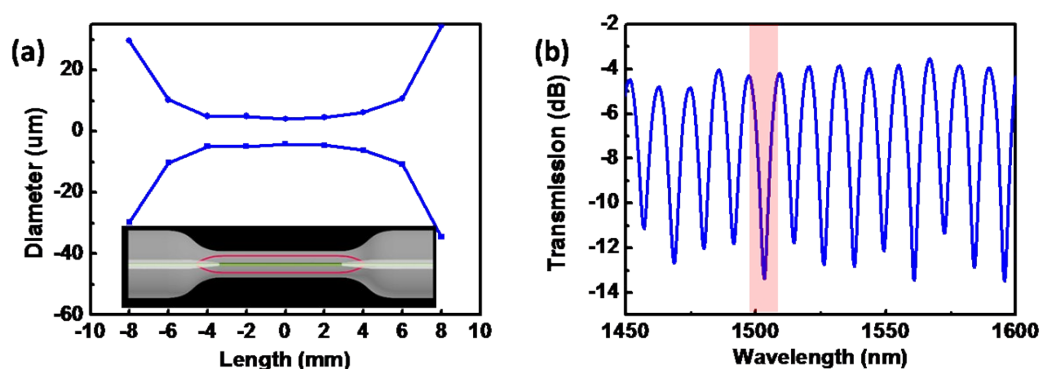 (a)
20
0
-20
-40
-60
Diameter (um)
-10 -8 -6 -4 -2 0 2 4 6 8 10
Length (mm)
(b)
-2
-4
-6
-8
-10
-12
-14
Transmission (dB)
1450 1500 1550 1600
Wavelength (nm)